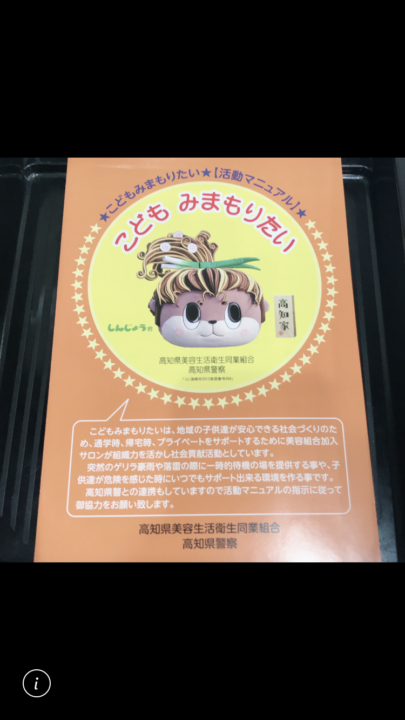 ★こどもみまもりたい★【活動マニュアル】★
こども みまもりたい
しんじょう君
高知家
高知県美容生活衛生同業組合
高知県警察
こどもみまもりたいは、地域の子供達が安心できる社会づくりのた
め、通学時、帰宅時、プライベートをサポートするために美容組合加入
サロンが組織力を活かし社会貢献活動としています。
突然のゲリラ豪雨や落雷の際に一時的待機の場を提供する事や、子
供達が危険を感じた時にいつでもサポート出来る環境を作る事です。
高知県警との連携もしていますので活動マニュアルの指示に従って
御協力をお願い致します。
高知県美容生活衛生同業組合
高知県警察